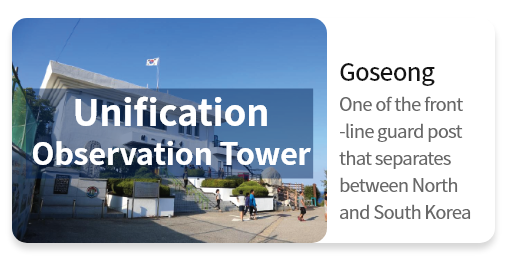 Unification
Observation Tower
Goseong
One of the front
-line guard post
that separates
between North
and South Korea